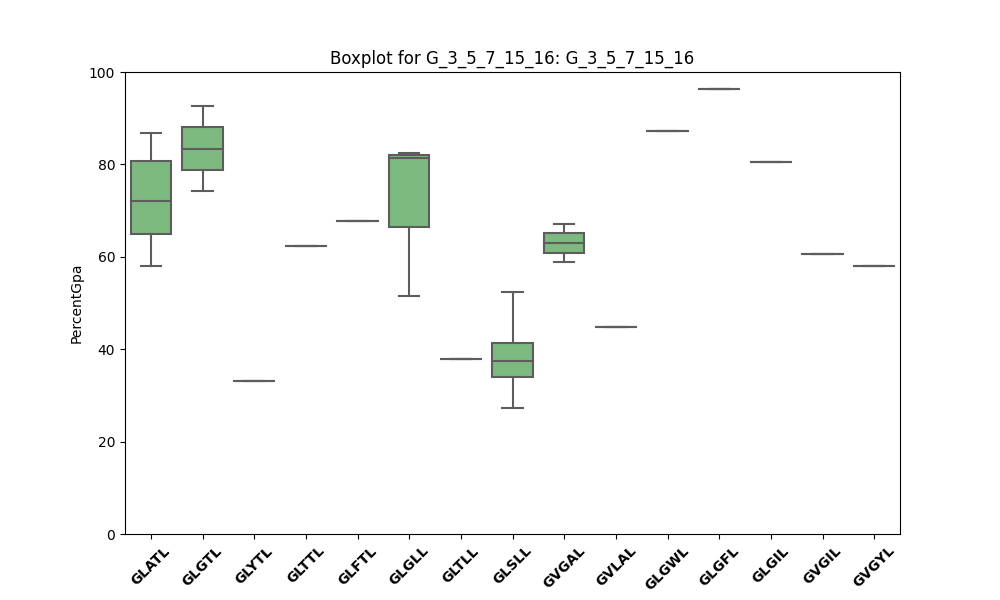 Boxplot for G_3_5_7_15_16: G_3_5_7_15_16
PercentGpa
100
80
60
40
20
0
GLATL
GLGTL
GLYTL
GLTTL
GLFTL
GLGLL
GLTLL
GLSLL
GVGAL
GVLAL
GLGWL
GLGFL
GLGIL
GVGIL
GVGYL